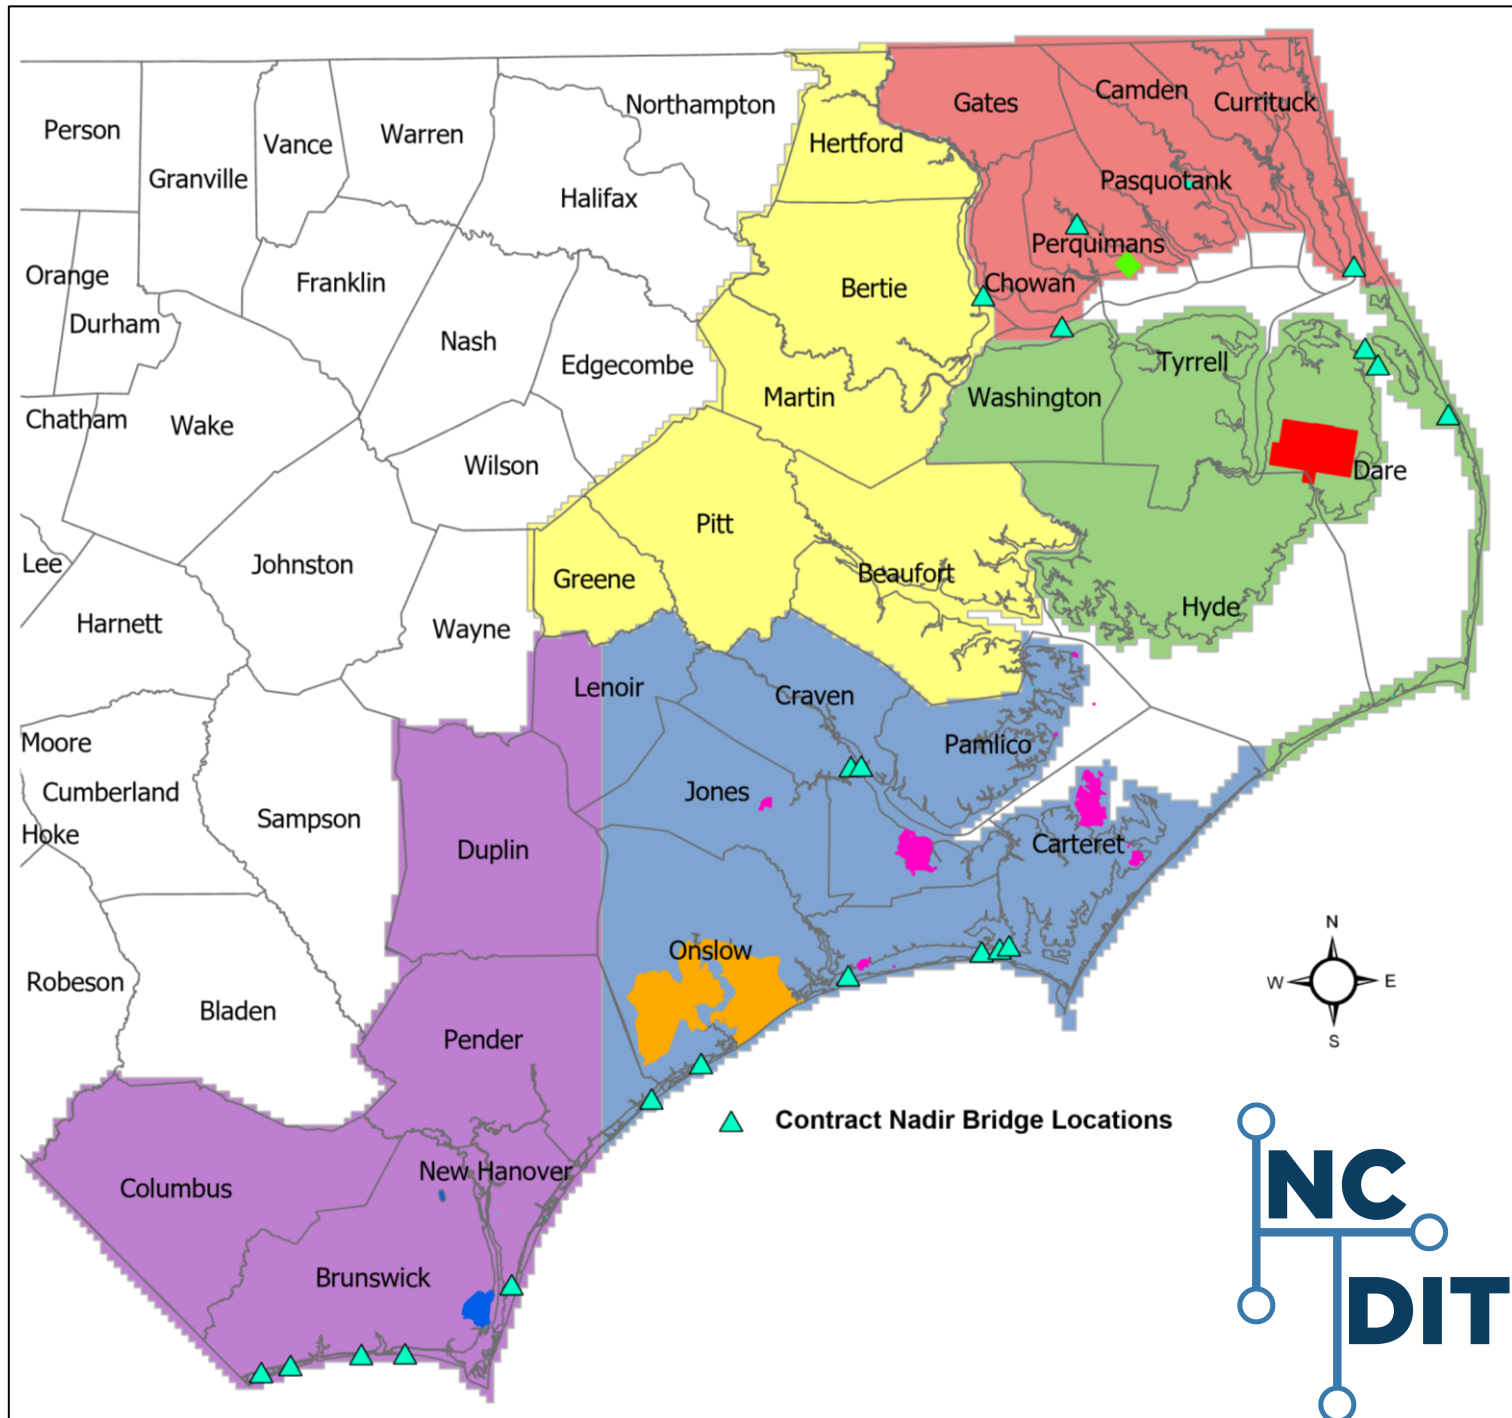 Northampton
Gates
Camden
Currituck
Person
Vance
Warren
Hertford
Granville
Halifax
Pasquotank
Perquimans
Orange
Franklin
Bertie
Chowan
Durham
Nash
Edgecombe
Tyrrell
Martin
Washington
Chatham
Wake
Wilson
Dare
Pitt
Lee
Johnston
Greene
Beaufort
Hyde
Harnett
Wayne
Lenoir
Craven
Moore
Pamlico
Cumberland
Jones
Sampson
Hoke
Duplin
Carteret
N
Onslow
W
E
Robeson
Bladen
Pender
S
Contract Nadir Bridge Locations
New Hanover
Columbus
NC
Brunswick
DIT